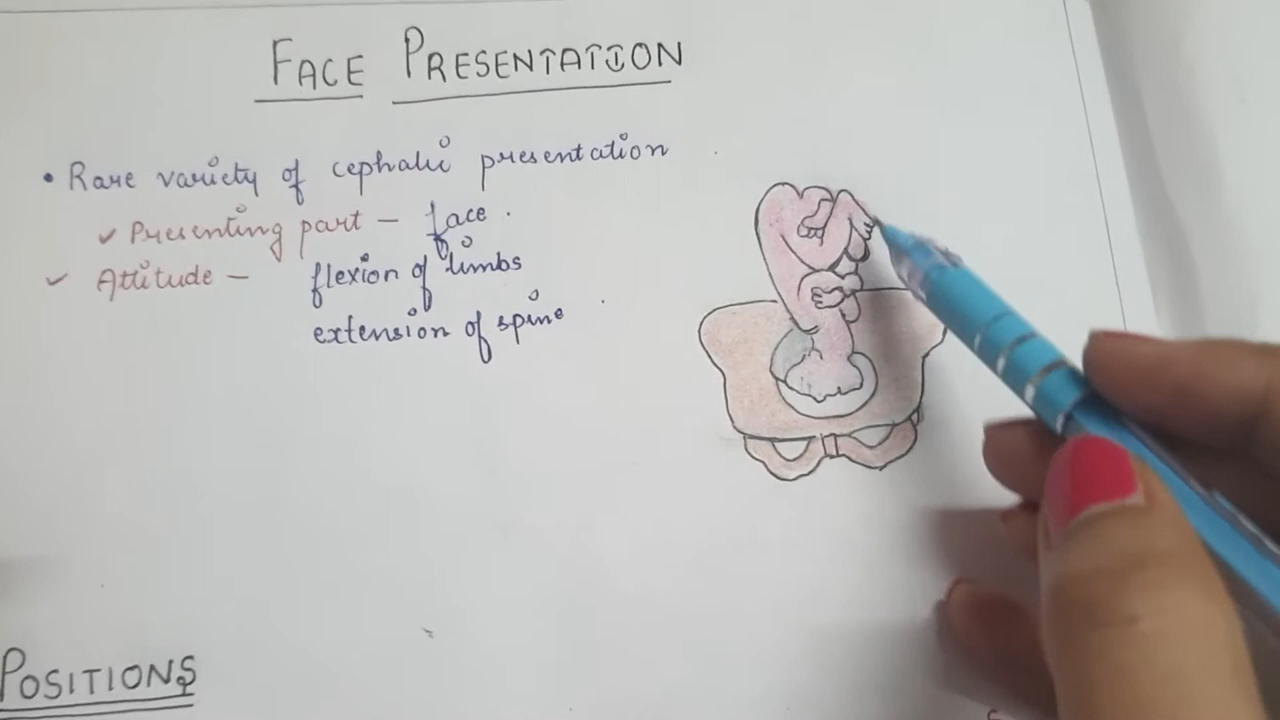 FACE PRESENTATION
• Rare variety of cephalic presentation
✓ Presenting part – face.
✓ Attitude – flexion of limbs
extension of spine
POSITIONS